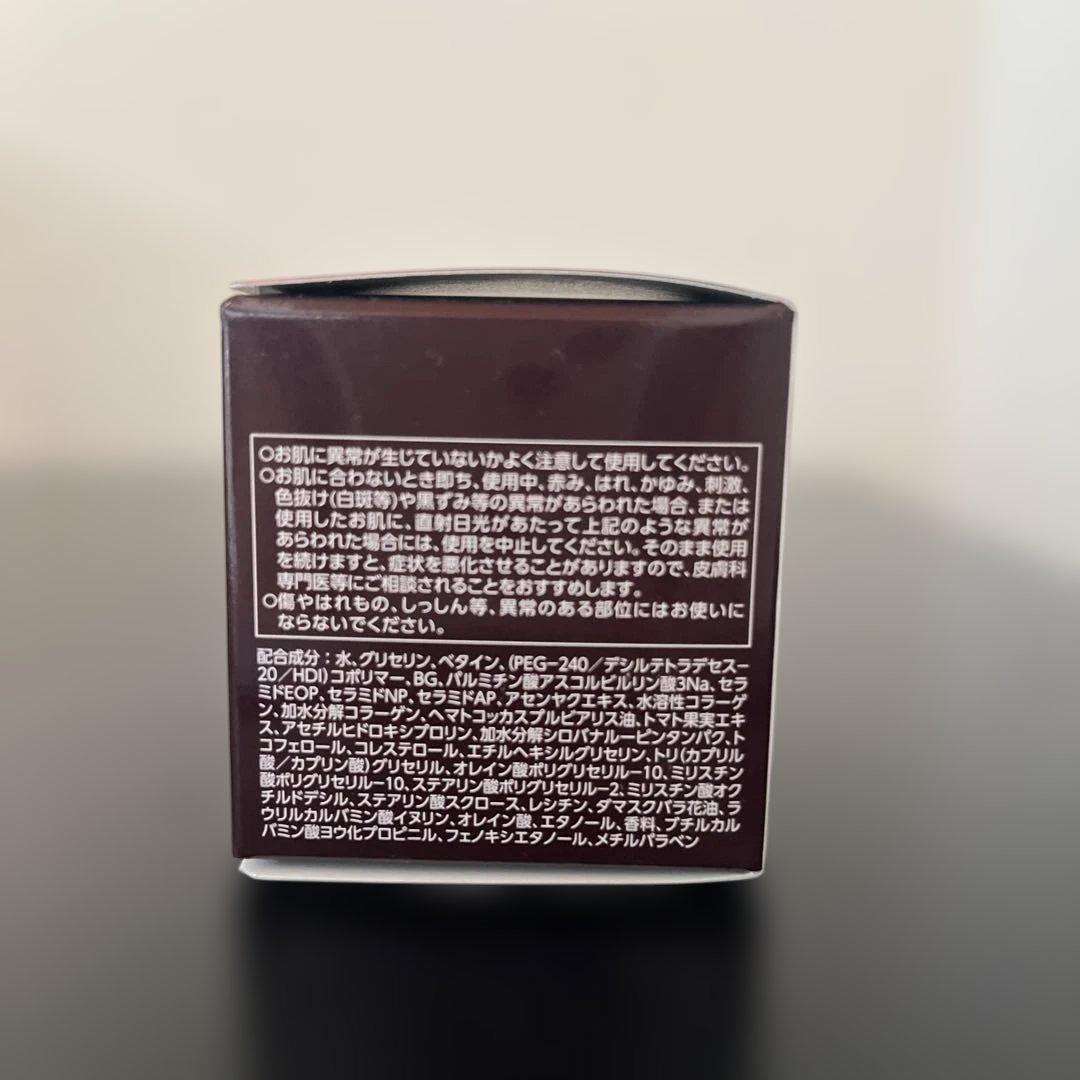 ○お肌に異常が生じていないかよく注意して使用してください。
○お肌に合わないとき即ち、使用中、赤み、はれ、かゆみ、刺激、
色抜け(白斑等)や黒ずみ等の異常があらわれた場合、または
使用したお肌に、直射日光があたって上記のような異常が
あらわれた場合には、使用を中止してください。そのまま使用
を続けますと、症状を悪化させることがありますので、皮膚科
専門医等にご相談されることをおすすめします。
○傷やはれもの、しっしん等、異常のある部位にはお使いに
ならないでください。
配合成分：水、グリセリン、ベタイン、(PEG-240／デシルテトラデセス-
20／HDI)コポリマー、BG、パルミチン酸アスコルビルリン酸3Na、セラ
ミドEOP、セラミドNP、セラミドAP、アセンヤクエキス、水溶性コラーゲ
ン、加水分解コラーゲン、ヘマトコッカスプルビアリス油、トマト果実エキ
ス、アセチルヒドロキシプロリン、加水分解シロバナルーピンタンパク、ト
コフェロール、コレステロール、エチルヘキシルグリセリン、トリ(カプリル
酸／カプリン酸)グリセリル、オレイン酸ポリグリセリル-10、ミリスチン
酸ポリグリセリル-10、ステアリン酸ポリグリセリル-2、ミリスチン酸オク
チルドデシル、ステアリン酸スクロース、レシチン、ダマスクバラ花油、ラ
ウリルカルバミン酸イヌリン、オレイン酸、エタノール、香料、ブチルカル
バミン酸ヨウ化プロピニル、フェノキシエタノール、メチルパラベン